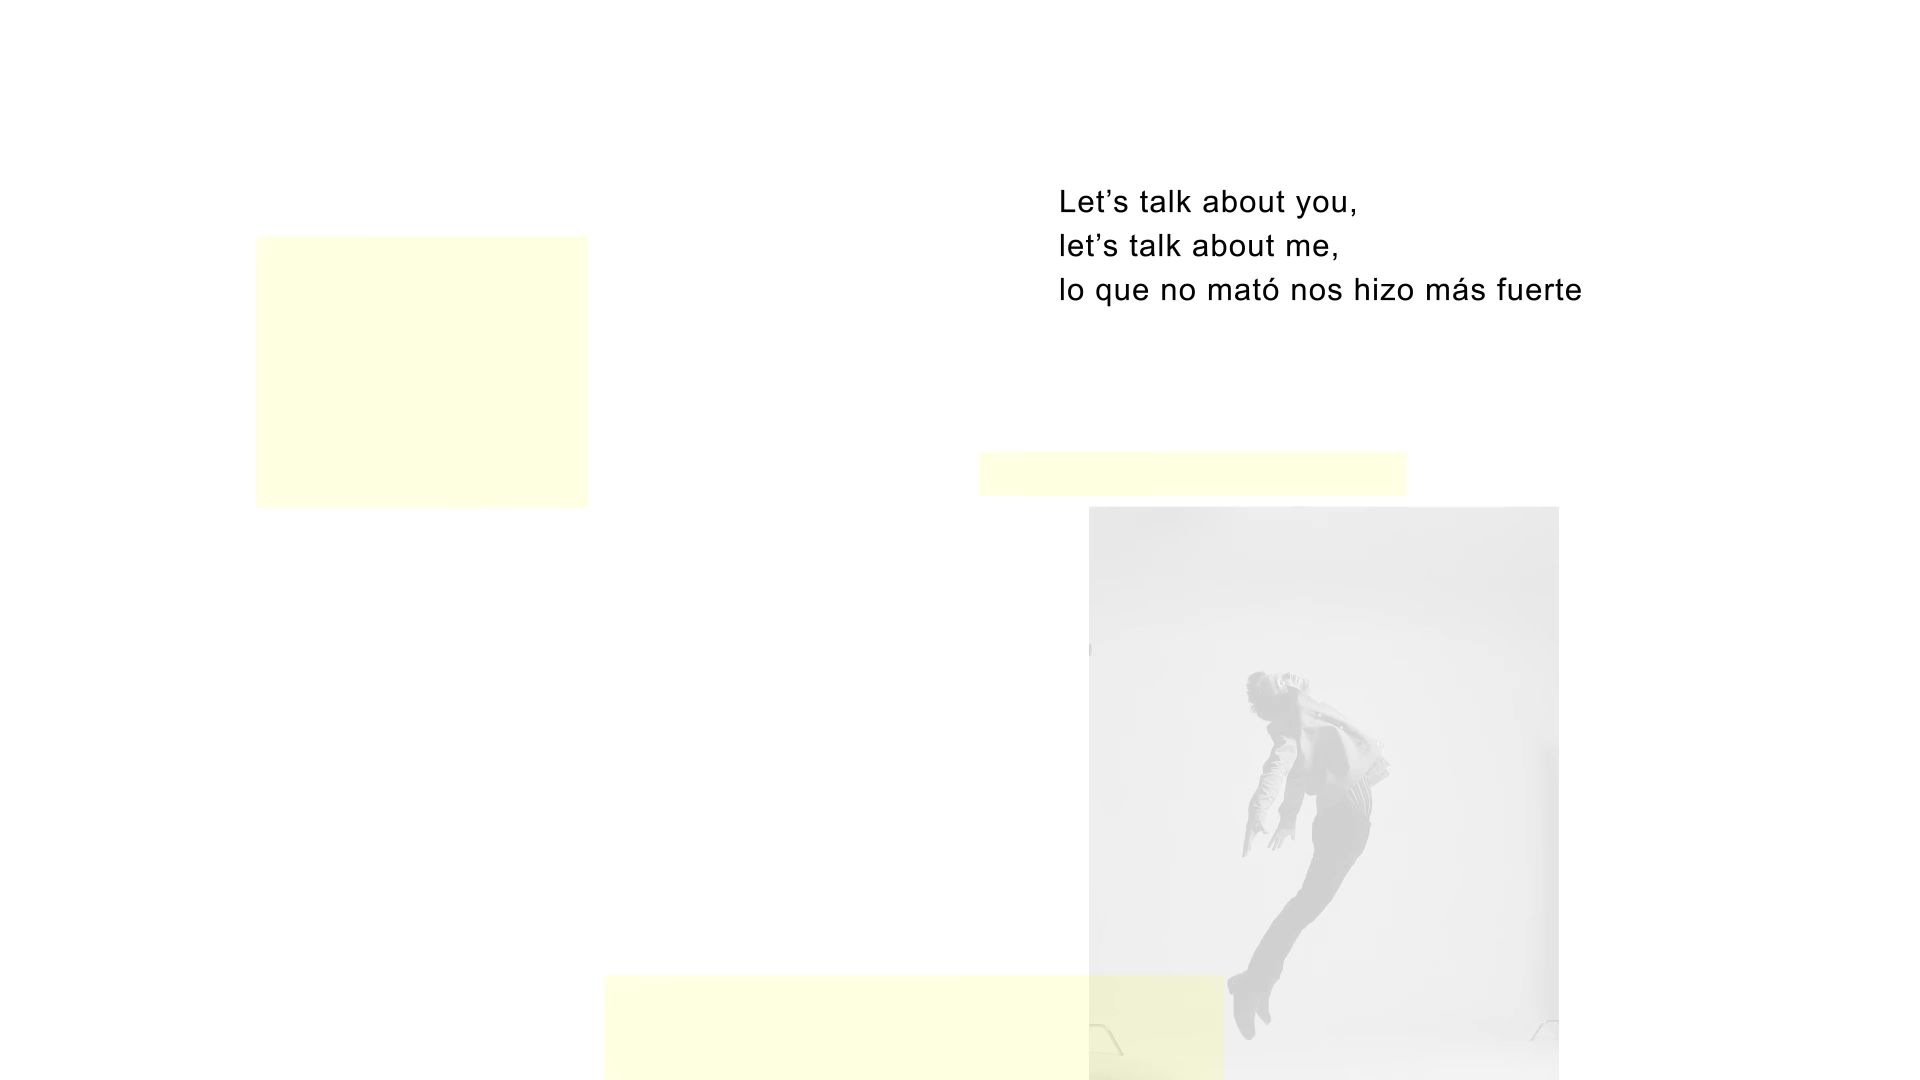 Let’s talk about you,
let’s talk about me,
lo que no mató nos hizo más fuerte